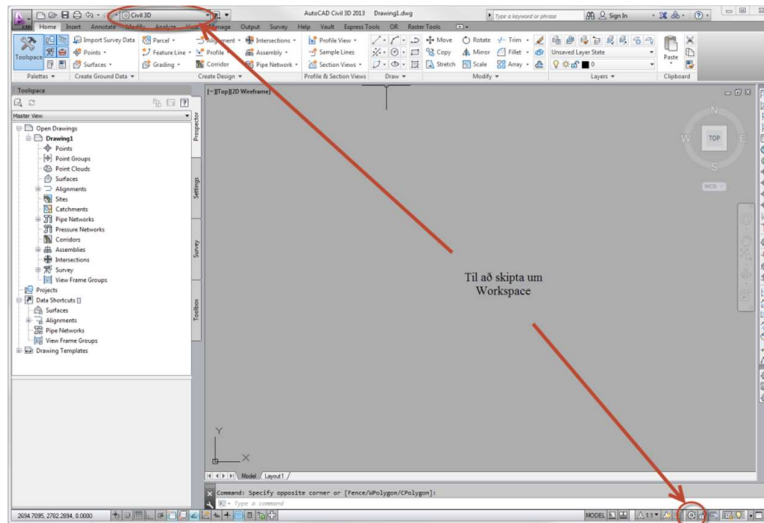 Civil 3D
AutoCAD Civil 3D 2013 Drawing1.dwg
Type a keyword or phrase
Sign In
Home Insert Annotate Modify Analyze View Manage Output Survey Help Vault Express Tools Raster Tools
Toolspace
Import Survey Data
Points
Surfaces
Parcel
Feature Line
Grading
Alignment
Profile
Corridor
Intersections
Assembly
Pipe Network
Profile View
Sample Lines
Section Views
Move
Copy
Stretch
Rotate
Mirror
Scale
Trim
Fillet
Array
Unsaved Layer State
0
Paste
Palettes
Create Ground Data
Create Design
Profile & Section Views
Draw
Modify
Layers
Clipboard
Toolspace
Master View
Open Drawings
Drawing1
Points
Point Groups
Point Clouds
Surfaces
Alignments
Sites
Catchments
Pipe Networks
Pressure Networks
Corridors
Assemblies
Intersections
Survey
View Frame Groups
Projects
Data Shortcuts []
Surfaces
Alignments
Pipe Networks
View Frame Groups
Drawing Templates
Prospector
Settings
Survey
Toolbox
[-][Top][2D Wireframe]
N
W
TOP
E
S
WCS
Til að skipta um
Workspace
Y
X
Model Layout1
Command: Specify opposite corner or [Fence/WPolygon/CPolygon]:
Type a command
2694.7095, 2702.2894, 0.0000
MODEL
1:1